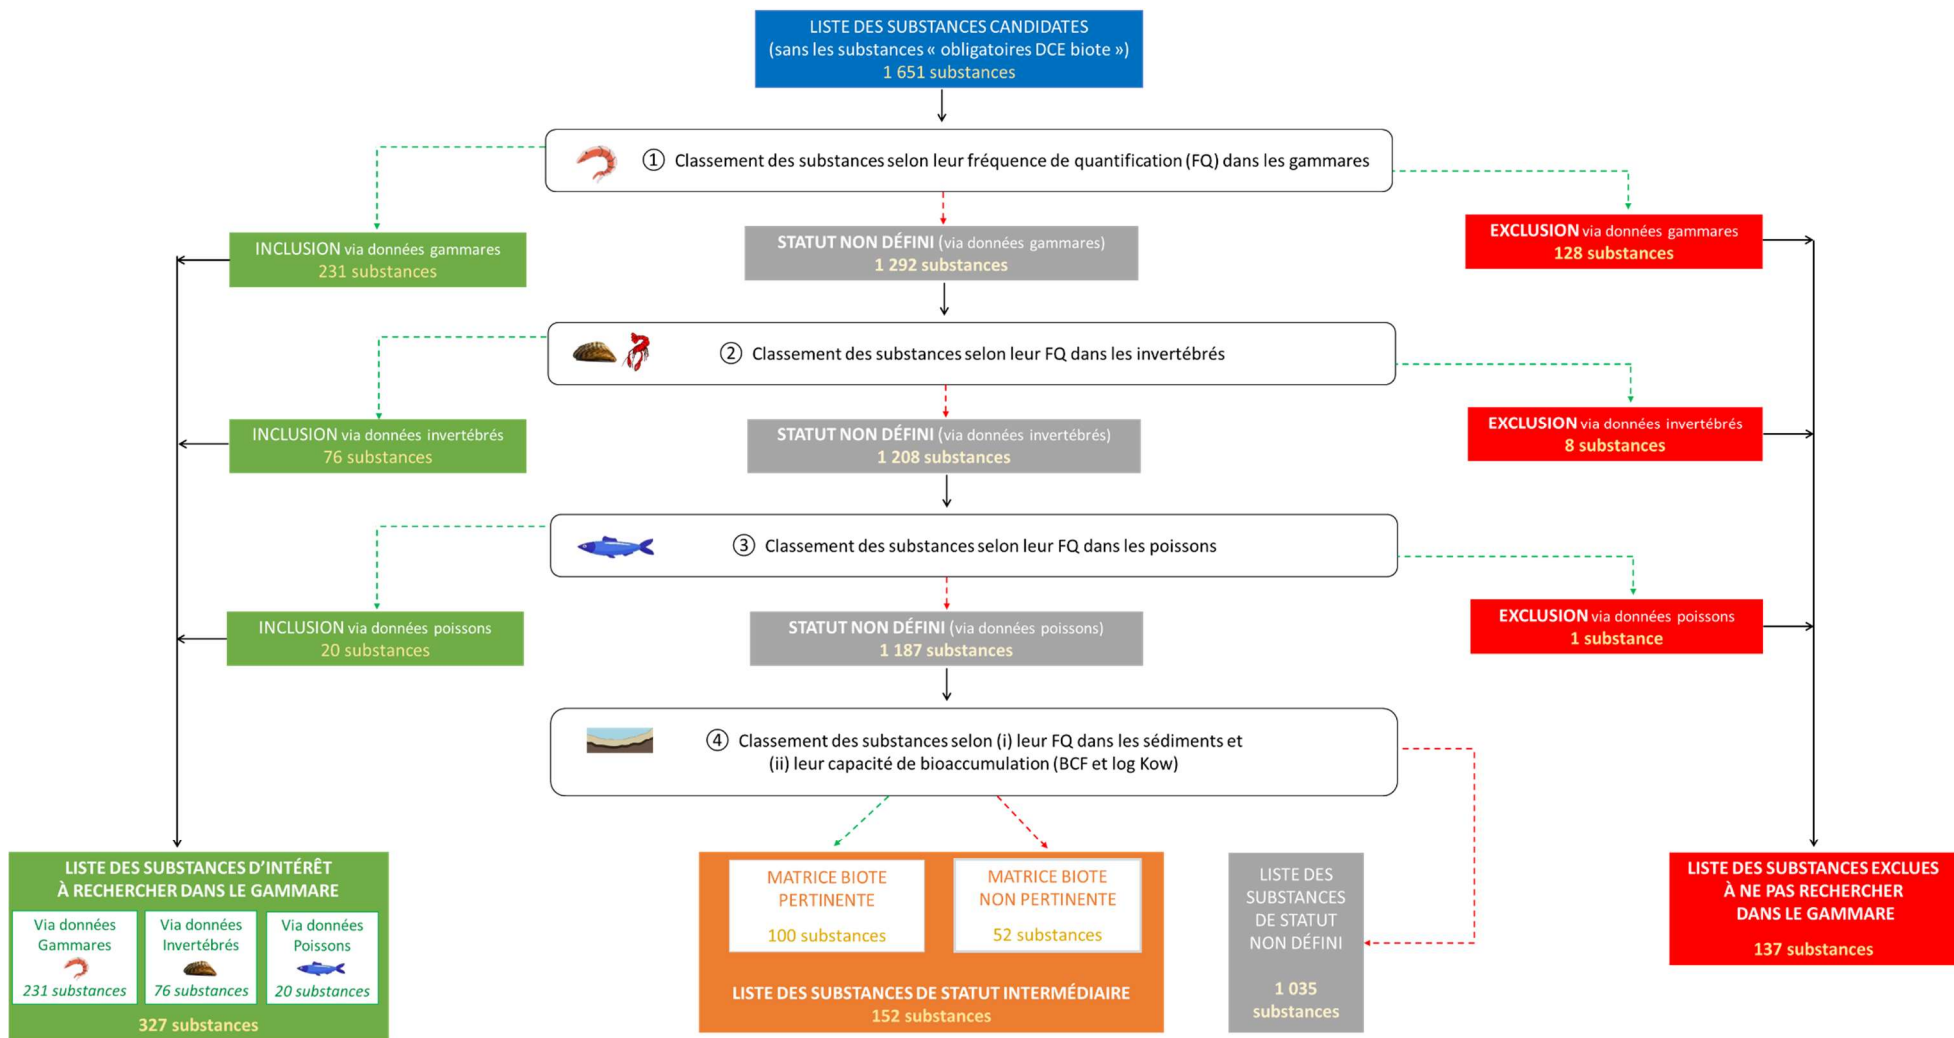 LISTE DES SUBSTANCES CANDIDATES
(sans les substances « obligatoires DCE biote »)
1 651 substances
① Classement des substances selon leur fréquence de quantification (FQ) dans les gammares
INCLUSION via données gammares
231 substances
STATUT NON DÉFINI (via données gammares)
1 292 substances
EXCLUSION via données gammares
128 substances
② Classement des substances selon leur FQ dans les invertébrés
INCLUSION via données invertébrés
76 substances
STATUT NON DÉFINI (via données invertébrés)
1 208 substances
EXCLUSION via données invertébrés
8 substances
③ Classement des substances selon leur FQ dans les poissons
INCLUSION via données poissons
20 substances
STATUT NON DÉFINI (via données poissons)
1 187 substances
EXCLUSION via données poissons
1 substance
④ Classement des substances selon (i) leur FQ dans les sédiments et
(ii) leur capacité de bioaccumulation (BCF et log Kow)
LISTE DES SUBSTANCES D'INTÉRÊT
À RECHERCHER DANS LE GAMMARE
Via données
Gammares
231 substances
Via données
Invertébrés
76 substances
Via données
Poissons
20 substances
327 substances
MATRICE BIOTE
PERTINENTE
100 substances
MATRICE BIOTE
NON PERTINENTE
52 substances
LISTE DES SUBSTANCES DE STATUT INTERMÉDIAIRE
152 substances
LISTE DES
SUBSTANCES
DE STATUT
NON DÉFINI
1 035
substances
LISTE DES SUBSTANCES EXCLUES
À NE PAS RECHERCHER
DANS LE GAMMARE
137 substances